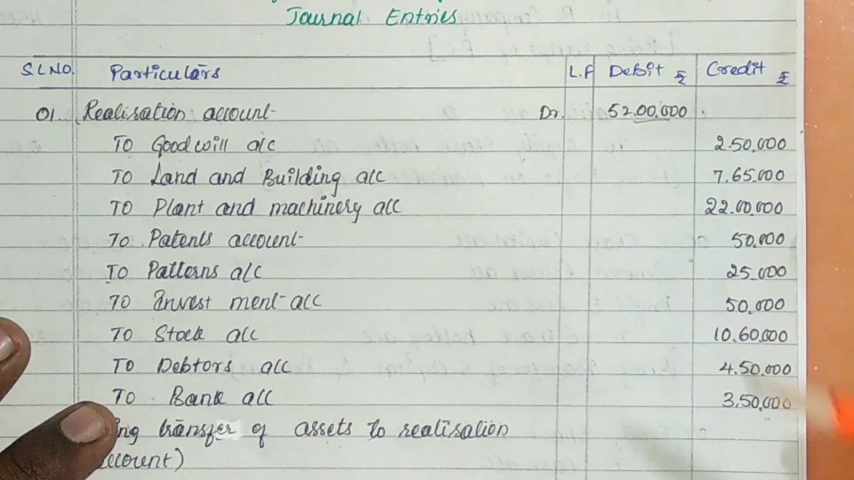 Journal Entries
SLNO. Particulars L.F Debit ₹ Credit ₹
01. Realisation account Dr. 52,00,000
To Goodwill a/c 2,50,000
To Land and Building a/c 7,65,000
To Plant and machinery a/c 22,00,000
To Patents account 50,000
To Patterns a/c 25,000
To Investment a/c 50,000
To Stock a/c 10,60,000
To Debtors a/c 4,50,000
To Bank a/c 3,50,000
transfer of assets to realisation